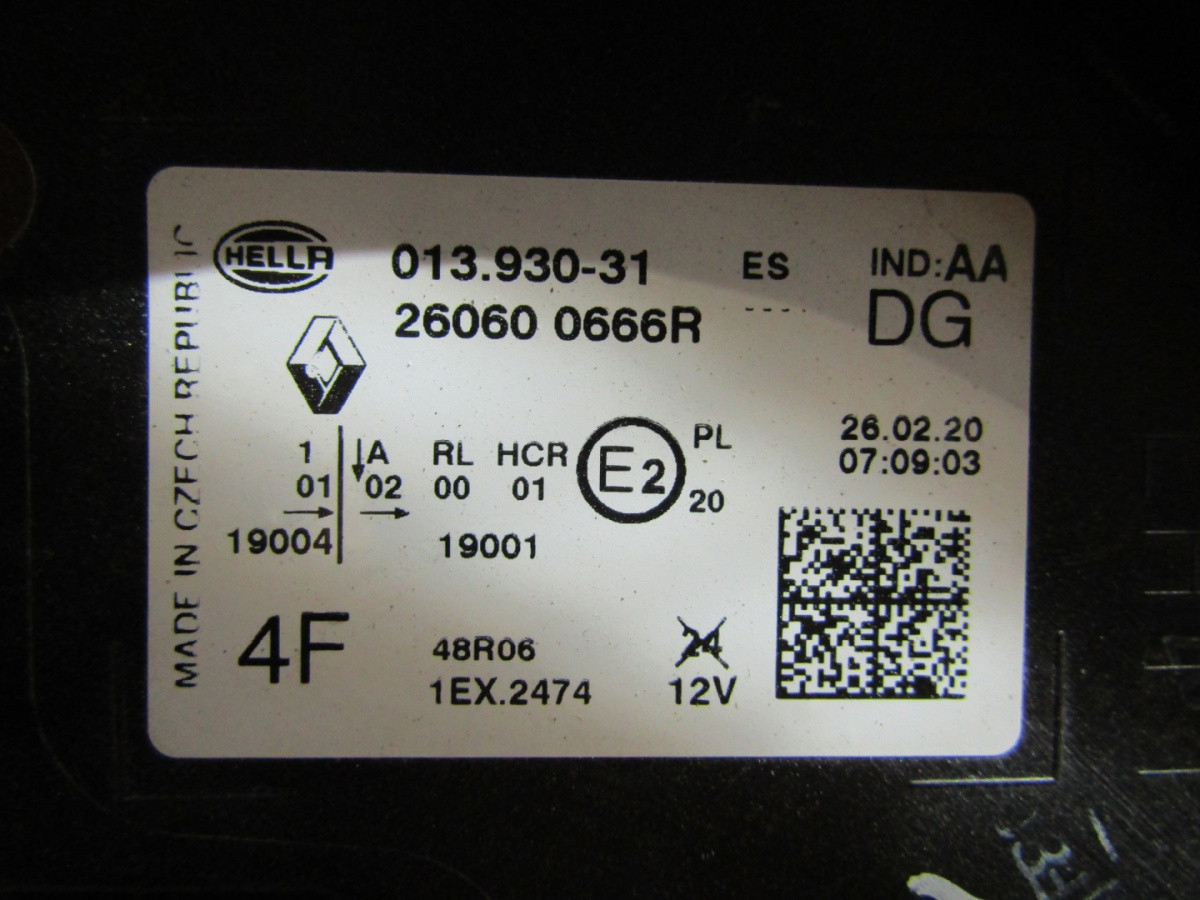 MADE IN CZECH REPUBLIC
HELLA
013.930-31
ES
IND:AA
26060 0666R
----
DG
1
↓A
RL
HCR
E2
PL
26.02.20
01
02
00
01
20
07:09:03
→
→
19004
19001
4F
48R06
24
1EX.2474
12V